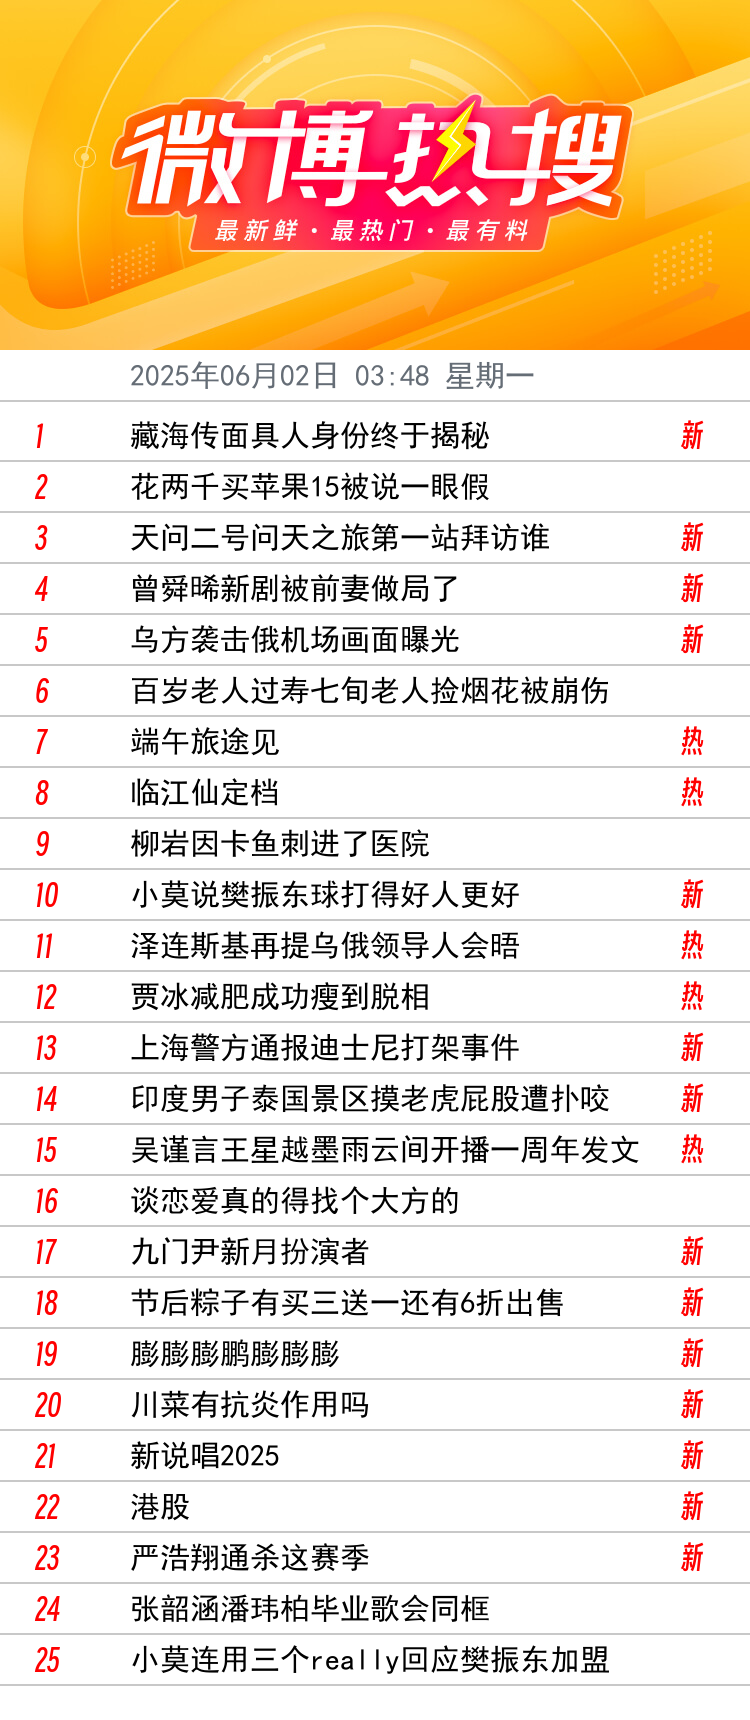 微博热搜
最新鲜·最热门·最有料
2025年06月02日 03:48 星期一
1 藏海传面具人身份终于揭秘 新
2 花两千买苹果15被说一眼假
3 天问二号问天之旅第一站拜访谁 新
4 曾舜晞新剧被前妻做局了 新
5 乌方袭击俄机场画面曝光 新
6 百岁老人过寿七旬老人捡烟花被崩伤
7 端午旅途见 热
8 临江仙定档 热
9 柳岩因卡鱼刺进了医院
10 小莫说樊振东球打得好人更好 新
11 泽连斯基再提乌俄领导人会晤 热
12 贾冰减肥成功瘦到脱相 热
13 上海警方通报迪士尼打架事件 新
14 印度男子泰国景区摸老虎屁股遭扑咬 新
15 吴谨言王星越墨雨云间开播一周年发文 热
16 谈恋爱真的得找个大方的
17 九门尹新月扮演者 新
18 节后粽子有买三送一还有6折出售 新
19 膨膨膨鹏膨膨膨 新
20 川菜有抗炎作用吗 新
21 新说唱2025 新
22 港股 新
23 严浩翔通杀这赛季 新
24 张韶涵潘玮柏毕业歌会同框
25 小莫连用三个really回应樊振东加盟